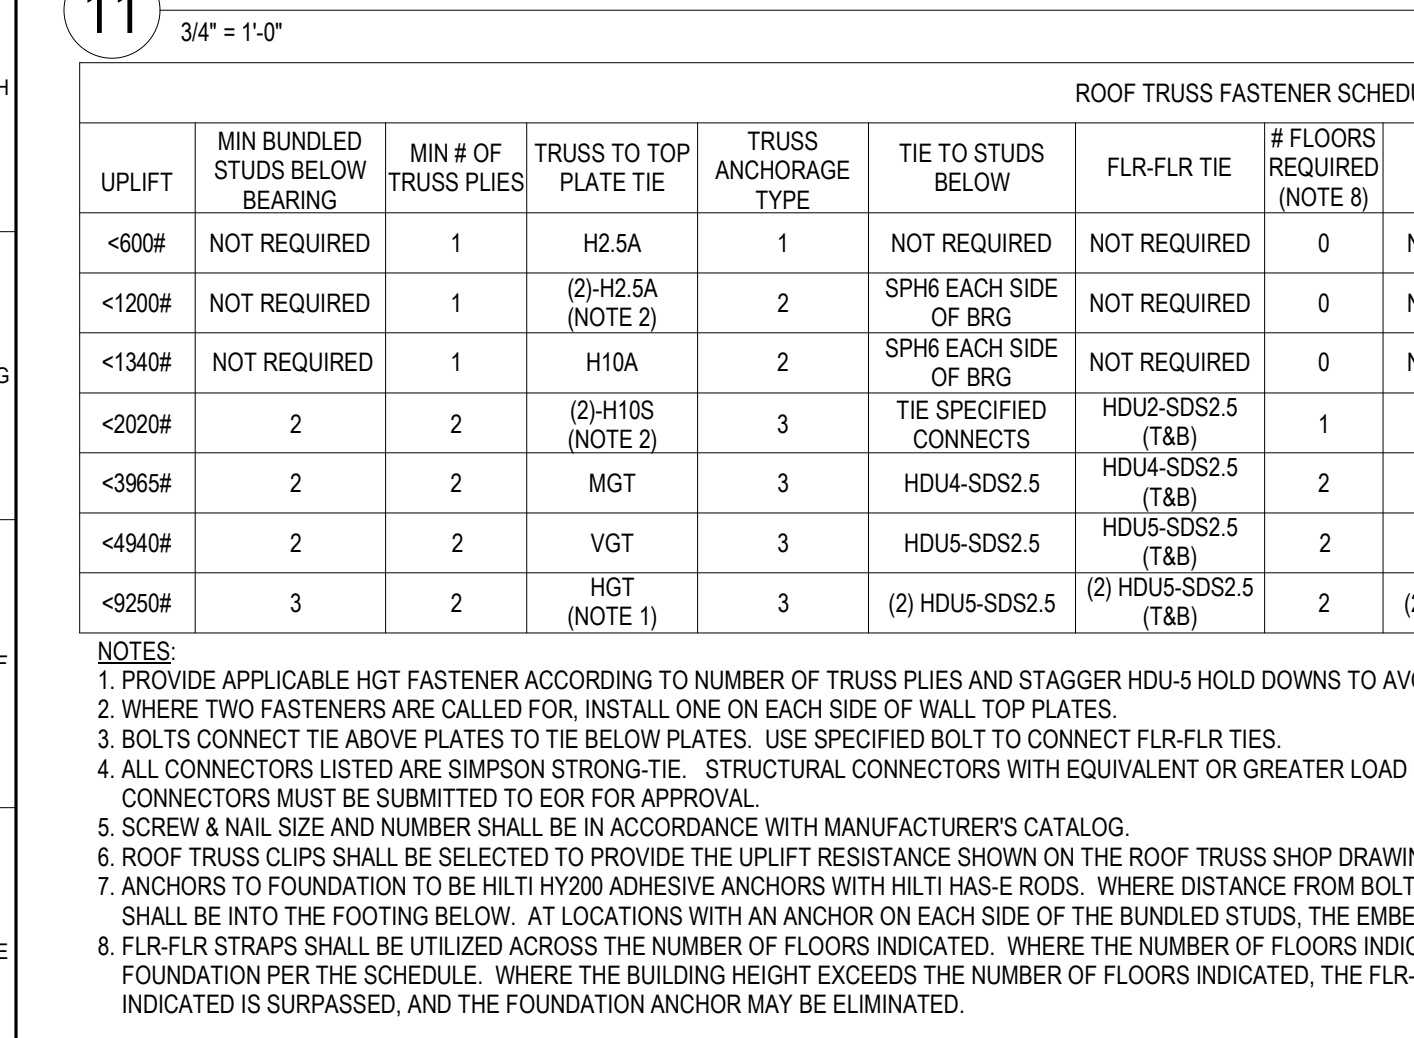 11
3/4" = 1'-0"
H
ROOF TRUSS FASTENER SCHEDU
UPLIFT
MIN BUNDLED
STUDS BELOW
BEARING
MIN # OF
TRUSS PLIES
TRUSS TO TOP
PLATE TIE
TRUSS
ANCHORAGE
TYPE
TIE TO STUDS
BELOW
FLR-FLR TIE
# FLOORS
REQUIRED
(NOTE 8)
<600#
NOT REQUIRED
1
H2.5A
1
NOT REQUIRED
NOT REQUIRED
0
N
<1200#
NOT REQUIRED
1
(2)-H2.5A
(NOTE 2)
2
SPH6 EACH SIDE
OF BRG
NOT REQUIRED
0
N
G
<1340#
NOT REQUIRED
1
H10A
2
SPH6 EACH SIDE
OF BRG
NOT REQUIRED
0
N
<2020#
2
2
(2)-H10S
(NOTE 2)
3
TIE SPECIFIED
CONNECTS
HDU2-SDS2.5
(T&B)
1
<3965#
2
2
MGT
3
HDU4-SDS2.5
HDU4-SDS2.5
(T&B)
2
<4940#
2
2
VGT
3
HDU5-SDS2.5
HDU5-SDS2.5
(T&B)
2
<9250#
3
2
HGT
(NOTE 1)
3
(2) HDU5-SDS2.5
(2) HDU5-SDS2.5
(T&B)
2
(2
NOTES:
F
1. PROVIDE APPLICABLE HGT FASTENER ACCORDING TO NUMBER OF TRUSS PLIES AND STAGGER HDU-5 HOLD DOWNS TO AVO
2. WHERE TWO FASTENERS ARE CALLED FOR, INSTALL ONE ON EACH SIDE OF WALL TOP PLATES.
3. BOLTS CONNECT TIE ABOVE PLATES TO TIE BELOW PLATES. USE SPECIFIED BOLT TO CONNECT FLR-FLR TIES.
4. ALL CONNECTORS LISTED ARE SIMPSON STRONG-TIE. STRUCTURAL CONNECTORS WITH EQUIVALENT OR GREATER LOAD
CONNECTORS MUST BE SUBMITTED TO EOR FOR APPROVAL.
5. SCREW & NAIL SIZE AND NUMBER SHALL BE IN ACCORDANCE WITH MANUFACTURER'S CATALOG.
6. ROOF TRUSS CLIPS SHALL BE SELECTED TO PROVIDE THE UPLIFT RESISTANCE SHOWN ON THE ROOF TRUSS SHOP DRAWIN
7. ANCHORS TO FOUNDATION TO BE HILTI HY200 ADHESIVE ANCHORS WITH HILTI HAS-E RODS. WHERE DISTANCE FROM BOLT
SHALL BE INTO THE FOOTING BELOW. AT LOCATIONS WITH AN ANCHOR ON EACH SIDE OF THE BUNDLED STUDS, THE EMBE
E
8. FLR-FLR STRAPS SHALL BE UTILIZED ACROSS THE NUMBER OF FLOORS INDICATED. WHERE THE NUMBER OF FLOORS INDIC
FOUNDATION PER THE SCHEDULE. WHERE THE BUILDING HEIGHT EXCEEDS THE NUMBER OF FLOORS INDICATED, THE FLR-
INDICATED IS SURPASSED, AND THE FOUNDATION ANCHOR MAY BE ELIMINATED.